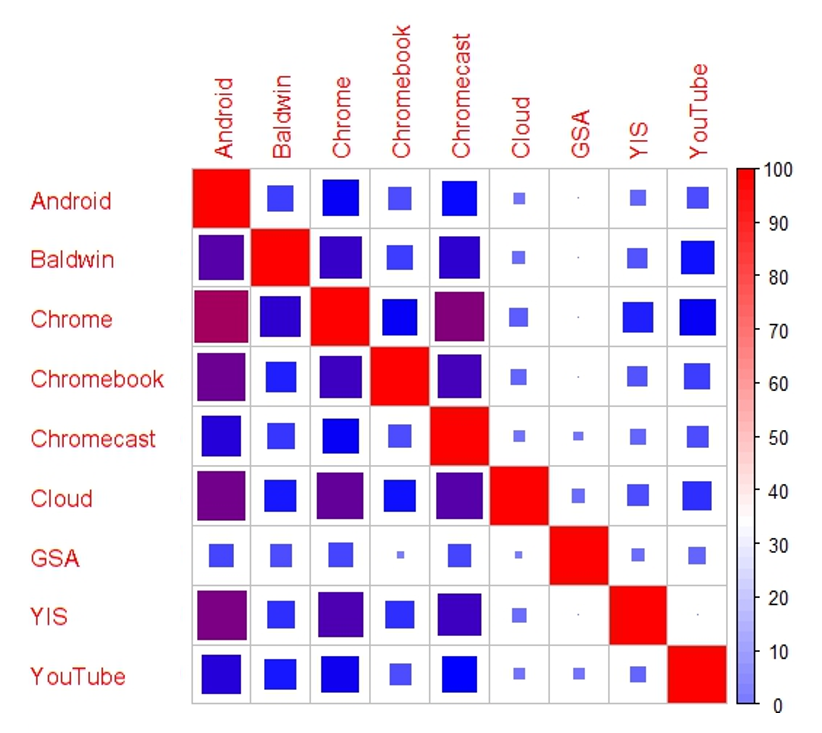 Android
Baldwin
Chrome
Chromebook
Chromecast
Cloud
GSA
YIS
YouTube
Android
Baldwin
Chrome
Chromebook
Chromecast
Cloud
GSA
YIS
YouTube
100
90
80
70
60
50
40
30
20
10
0